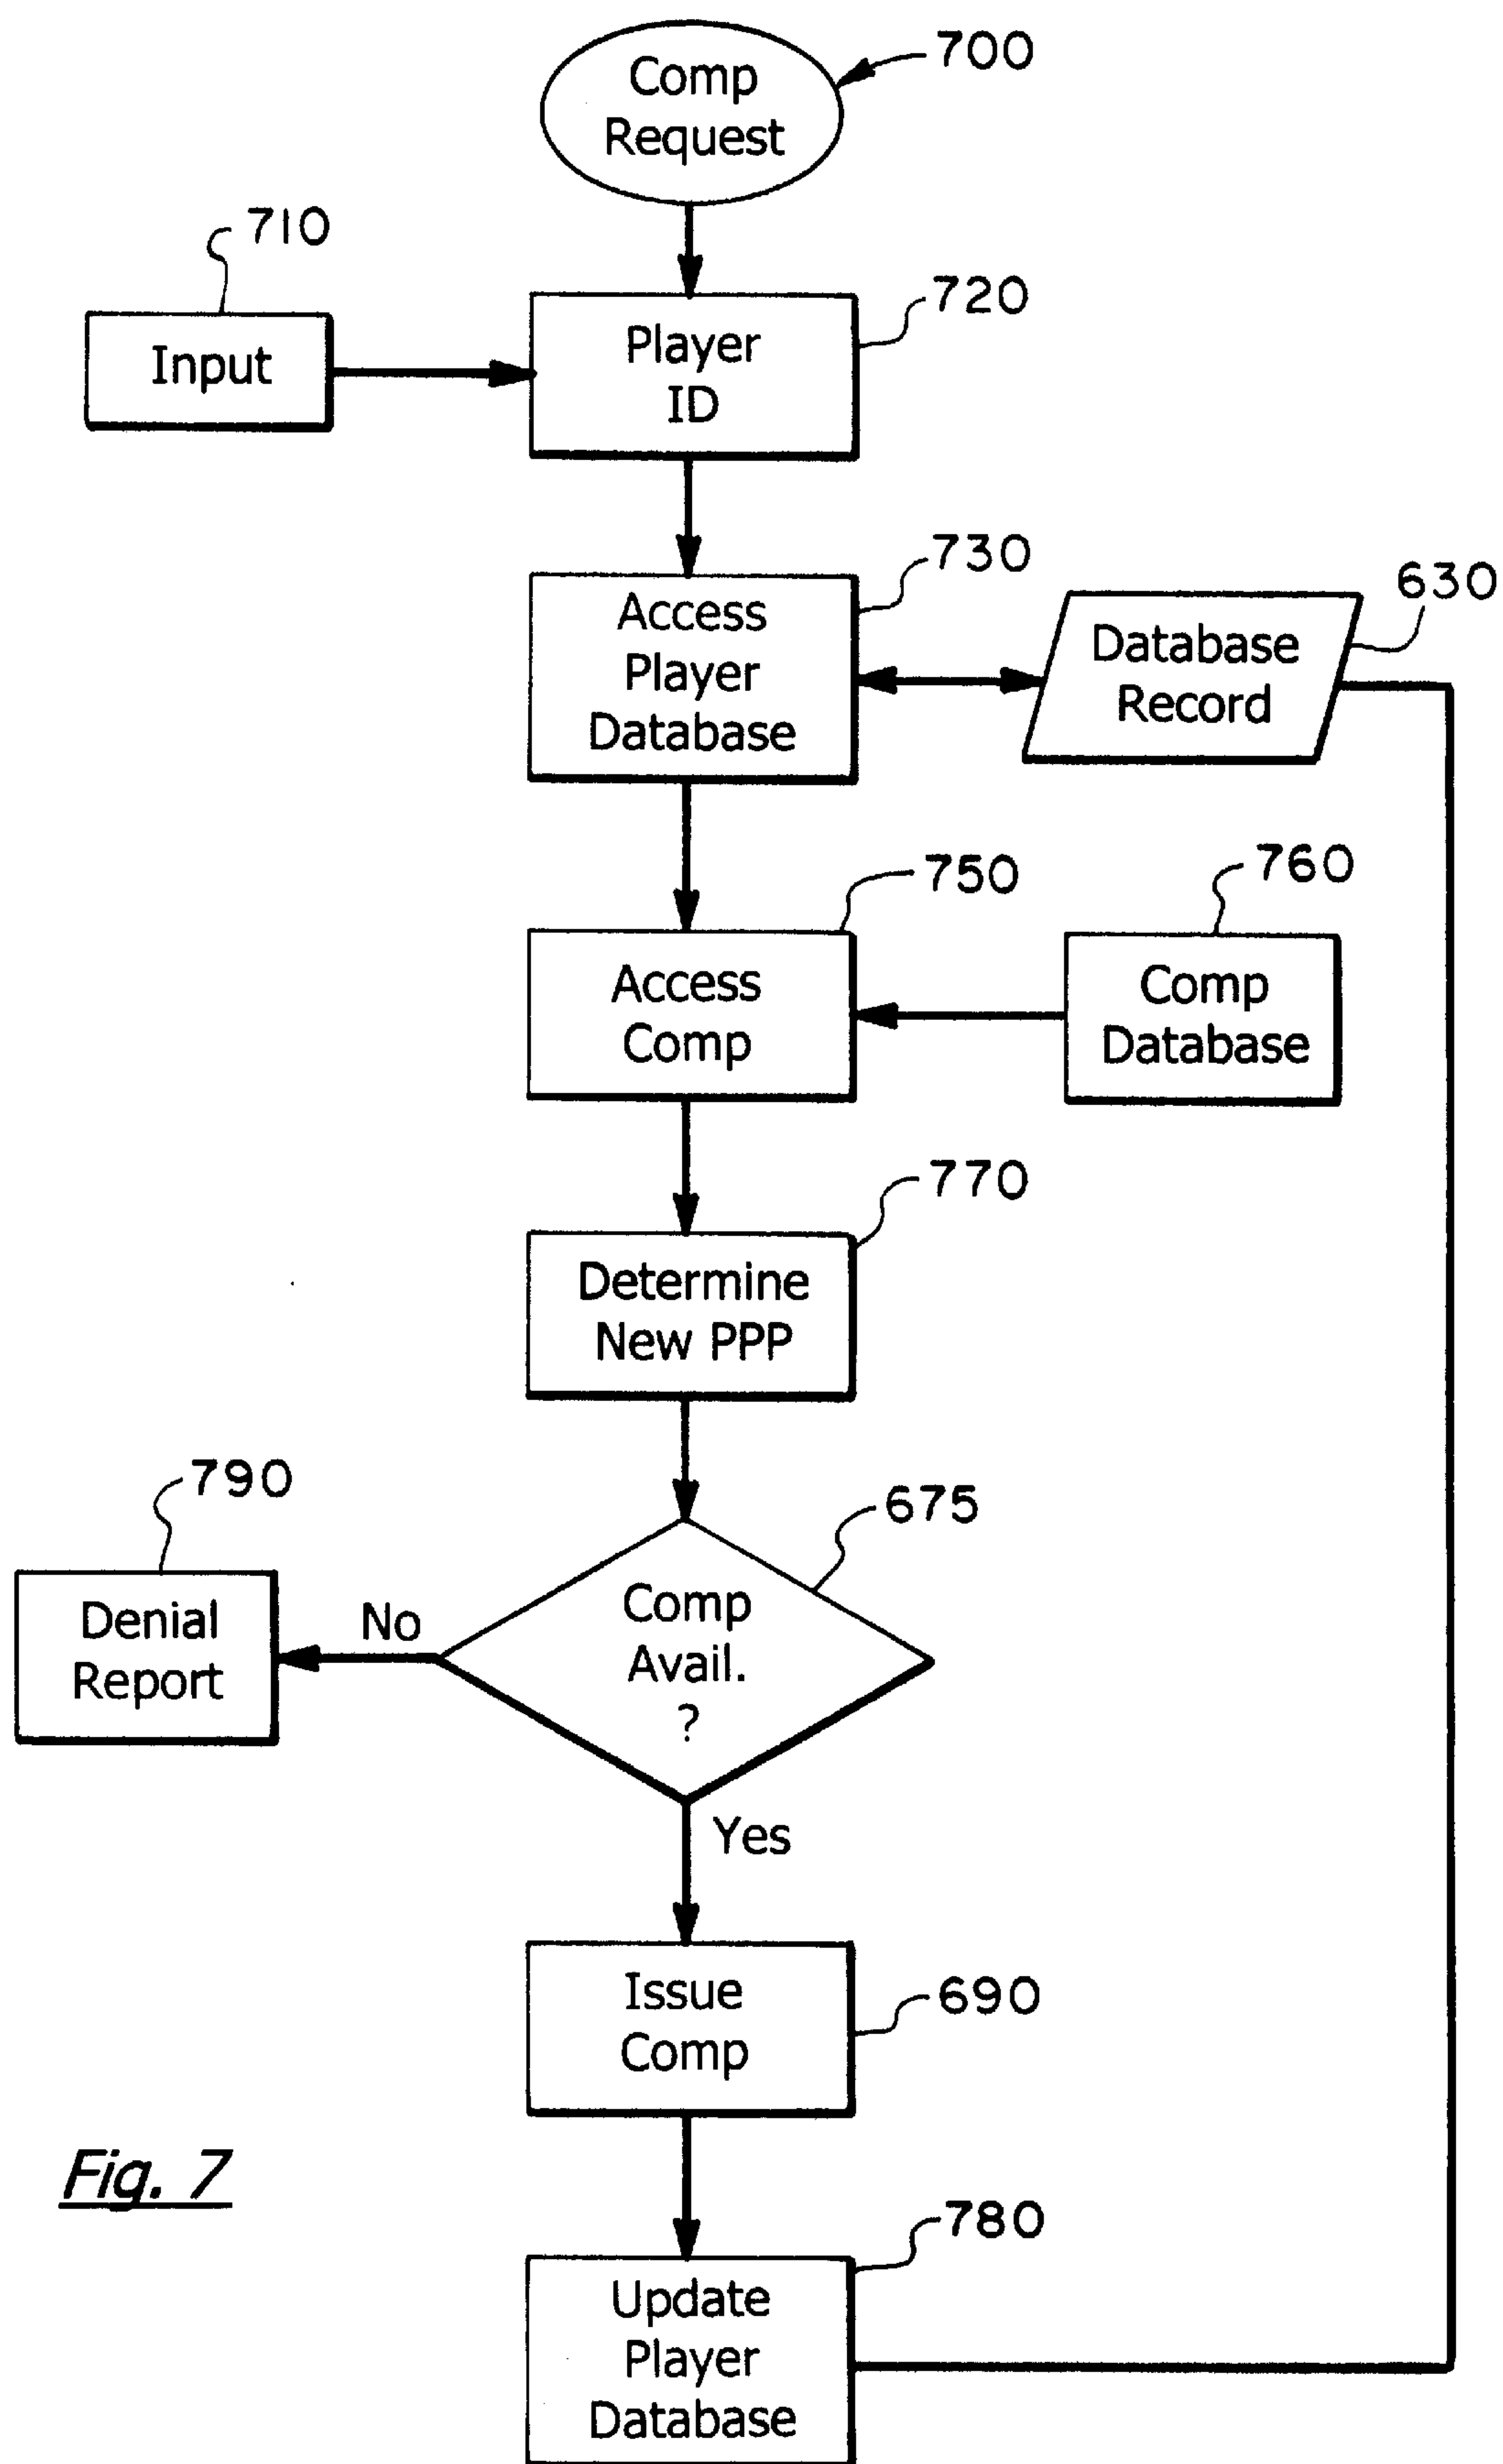 Comp
Request
700
710
Input
720
Player
ID
730
Access
Player
Database
630
Database
Record
750
Access
Comp
760
Comp
Database
770
Determine
New PPP
790
Denial
Report
No
675
Comp
Avail.
?
Yes
Issue
Comp
690
Fig. 7
780
Update
Player
Database